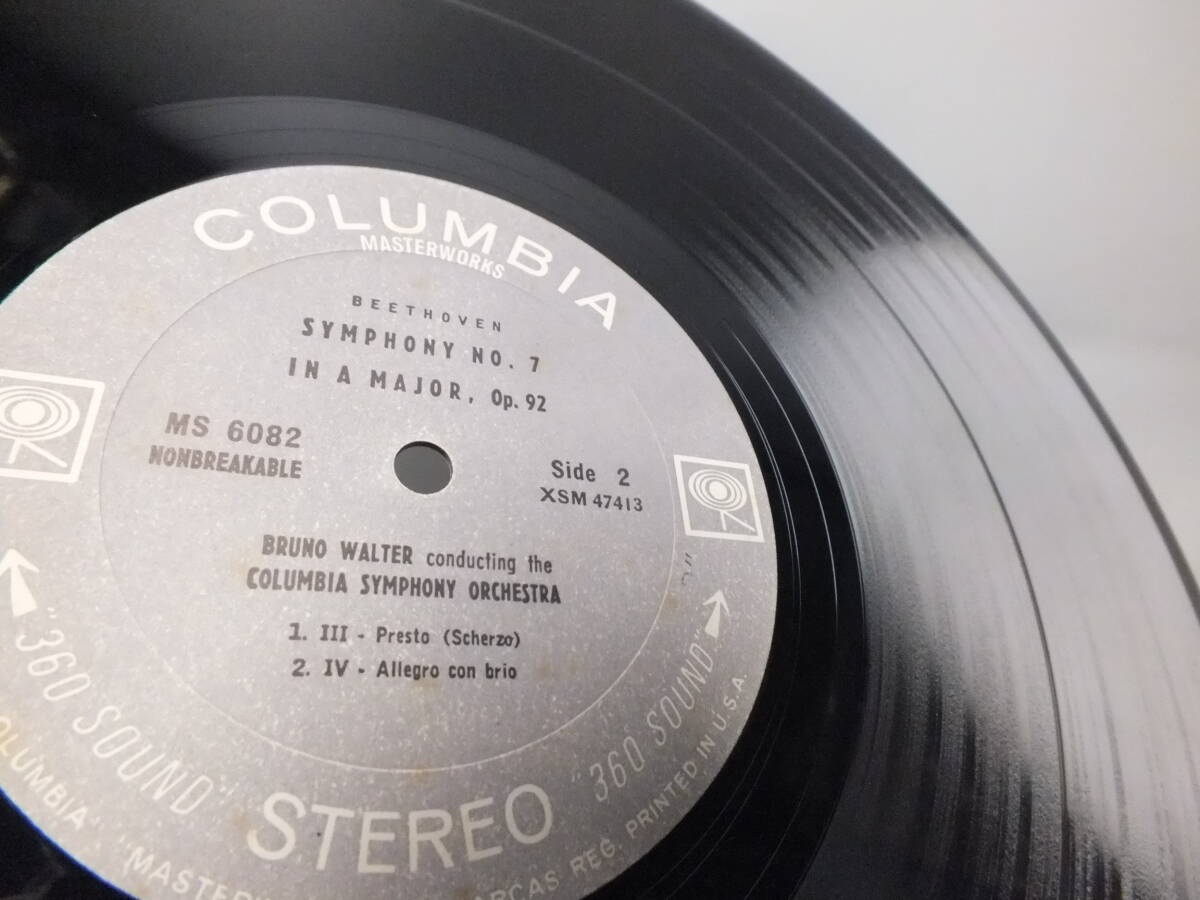 COLUMBIA
MASTERWORKS
BEETHOVEN
SYMPHONY NO. 7
IN A MAJOR, Op. 92
MS 6082
NONBREAKABLE
Side 2
XSM 47413
BRUNO WALTER conducting the
COLUMBIA SYMPHONY ORCHESTRA
1. III - Presto (Scherzo)
2. IV - Allegro con brio
"360 SOUND"
STEREO
"360 SOUND"
REG. PRINTED IN U.S.A.